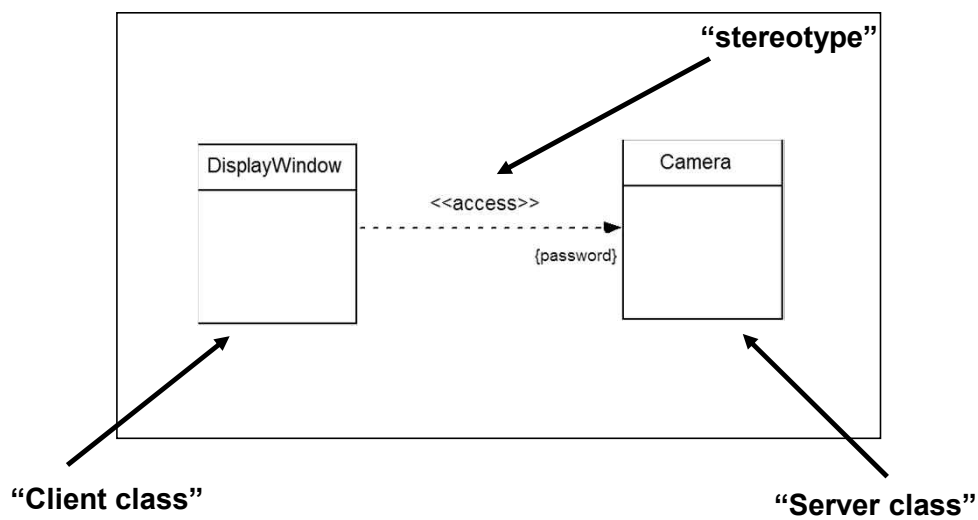 “stereotype”
DisplayWindow
Camera
<<access>>
{password}
“Client class”
“Server class”